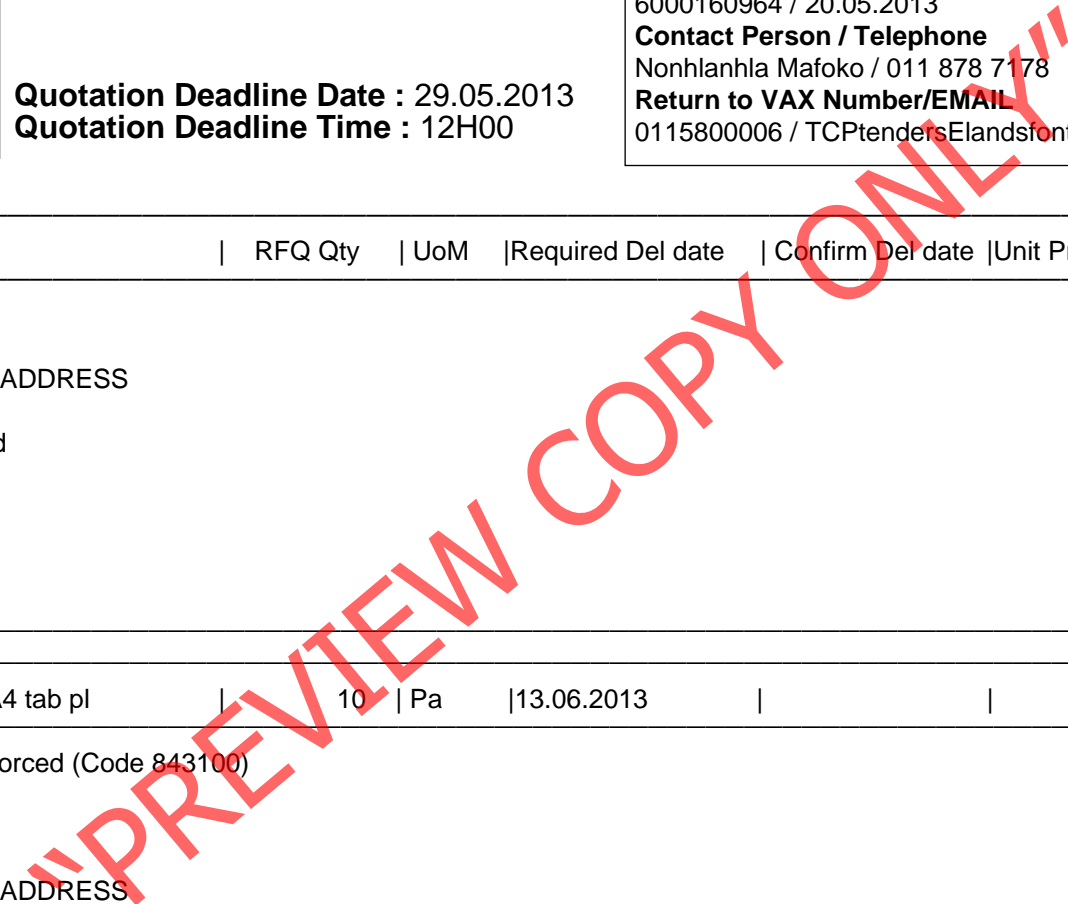 6000160964 / 20.05.2013
Contact Person / Telephone
Nonhlanhla Mafoko / 011 878 7178
Quotation Deadline Date : 29.05.2013
Return to VAX Number/EMAIL
Quotation Deadline Time : 12H00
0115800006 / TCPtendersElandsfont
| RFQ Qty | UoM |Required Del date | Confirm Del date |Unit Pr
ADDRESS
d
A4 tab pl | 10 | Pa |13.06.2013 | |
orced (Code 843100)
ADDRESS
"PREVIEW COPY ONLY"